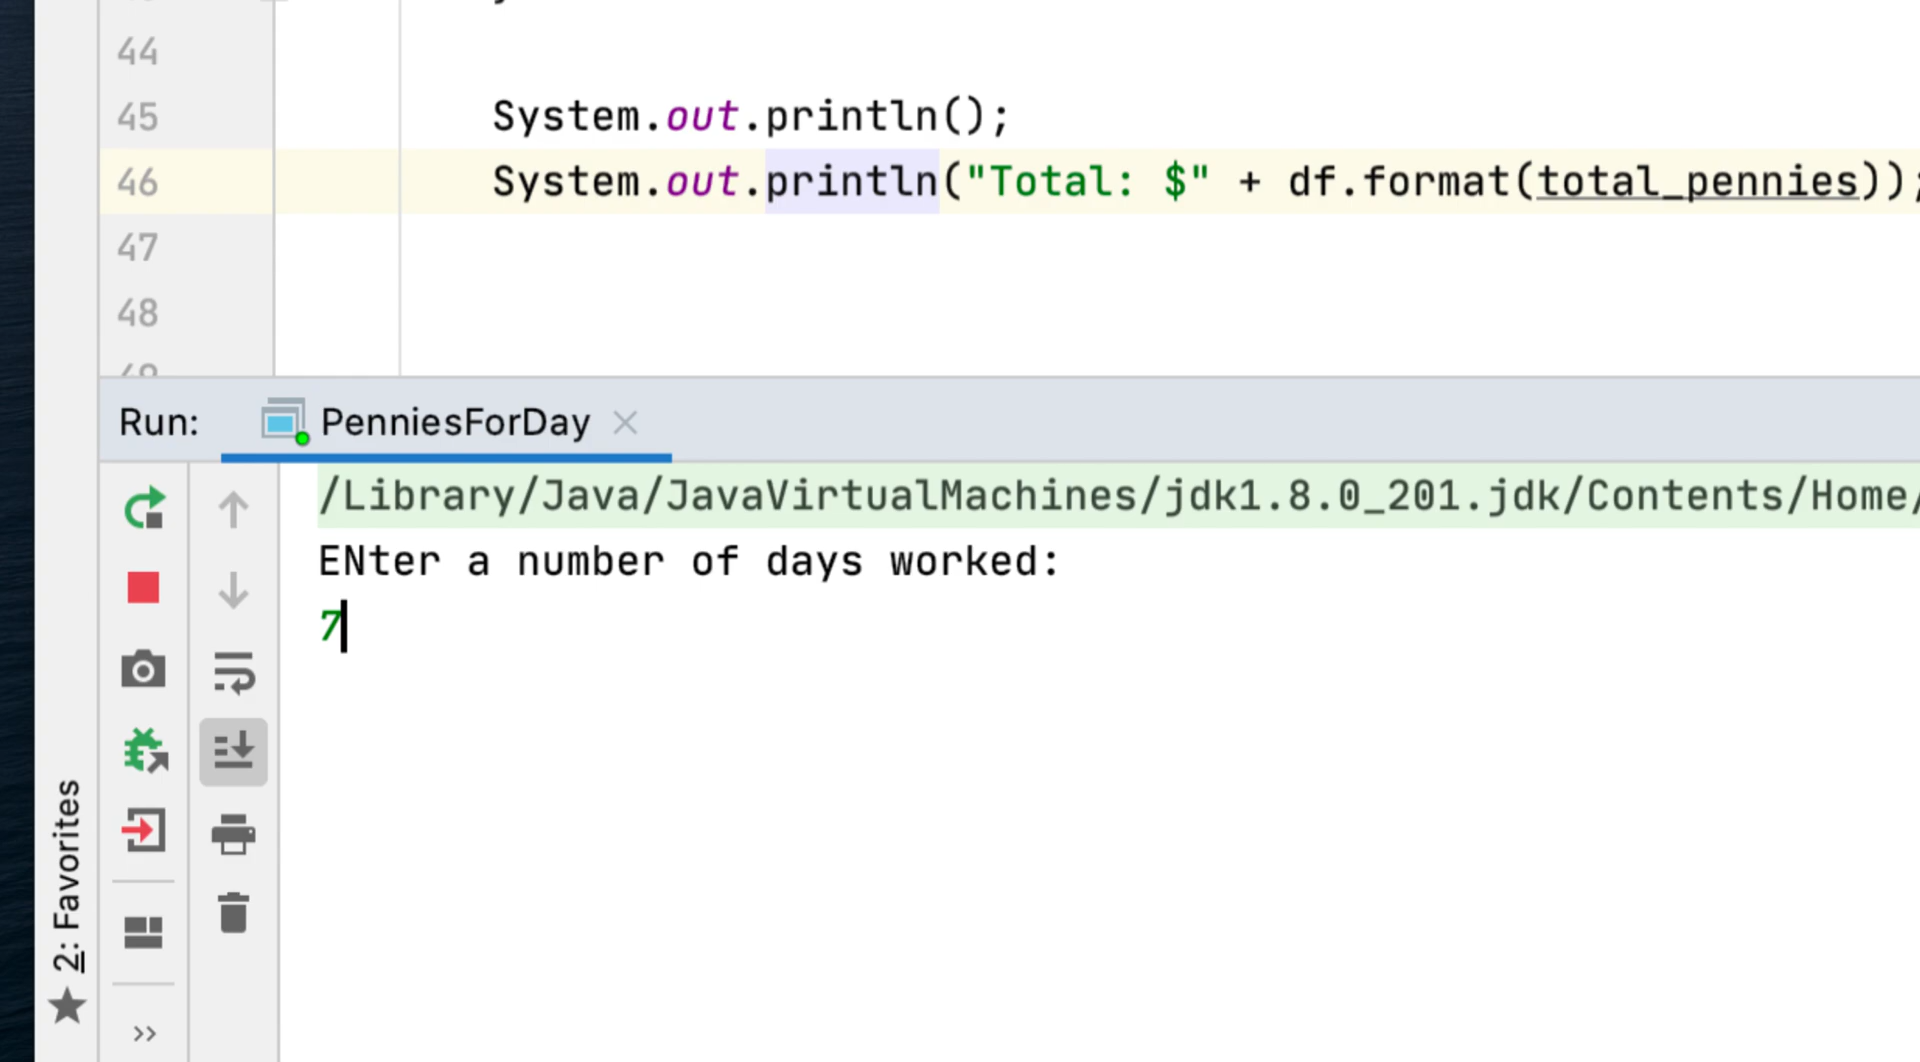 44
45 System.out.println();
46 System.out.println("Total: $" + df.format(total_pennies));
47
48
Run: PenniesForDay
/Library/Java/JavaVirtualMachines/jdk1.8.0_201.jdk/Contents/Home/
ENter a number of days worked:
7
2: Favorites